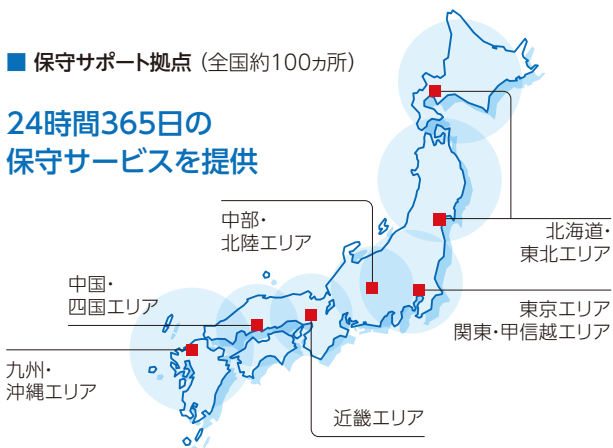 ■ 保守サポート拠点（全国約100ヵ所）
24時間365日の
保守サービスを提供
中部・
北陸エリア
北海道・
東北エリア
中国・
四国エリア
東京エリア
関東・甲信越エリア
九州・
沖縄エリア
近畿エリア